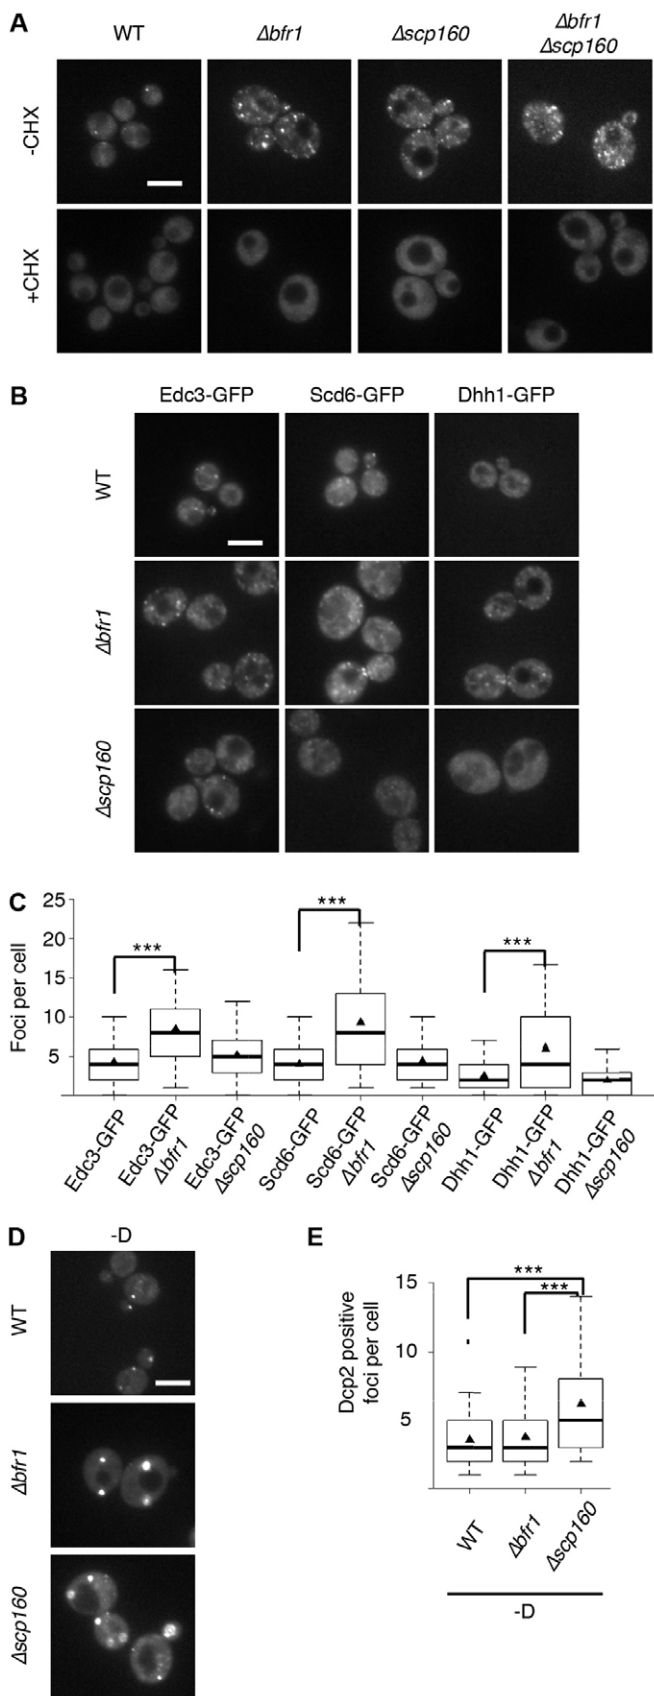 A
WT
Δbfr1
Δscp160
Δbfr1
Δscp160
-CHX
+CHX
B
Edc3-GFP
Scd6-GFP
Dhh1-GFP
WT
Δbfr1
Δscp160
C
Foci per cell
25
20
15
10
5
***
***
***
Edc3-GFP
Edc3-GFP
Δbfr1
Edc3-GFP
Δscp160
Scd6-GFP
Scd6-GFP
Δbfr1
Scd6-GFP
Δscp160
Dhh1-GFP
Dhh1-GFP
Δbfr1
Dhh1-GFP
Δscp160
D
-D
WT
Δbfr1
Δscp160
E
Dcp2 positive
foci per cell
15
10
5
***
***
WT
Δbfr1
Δscp160
-D